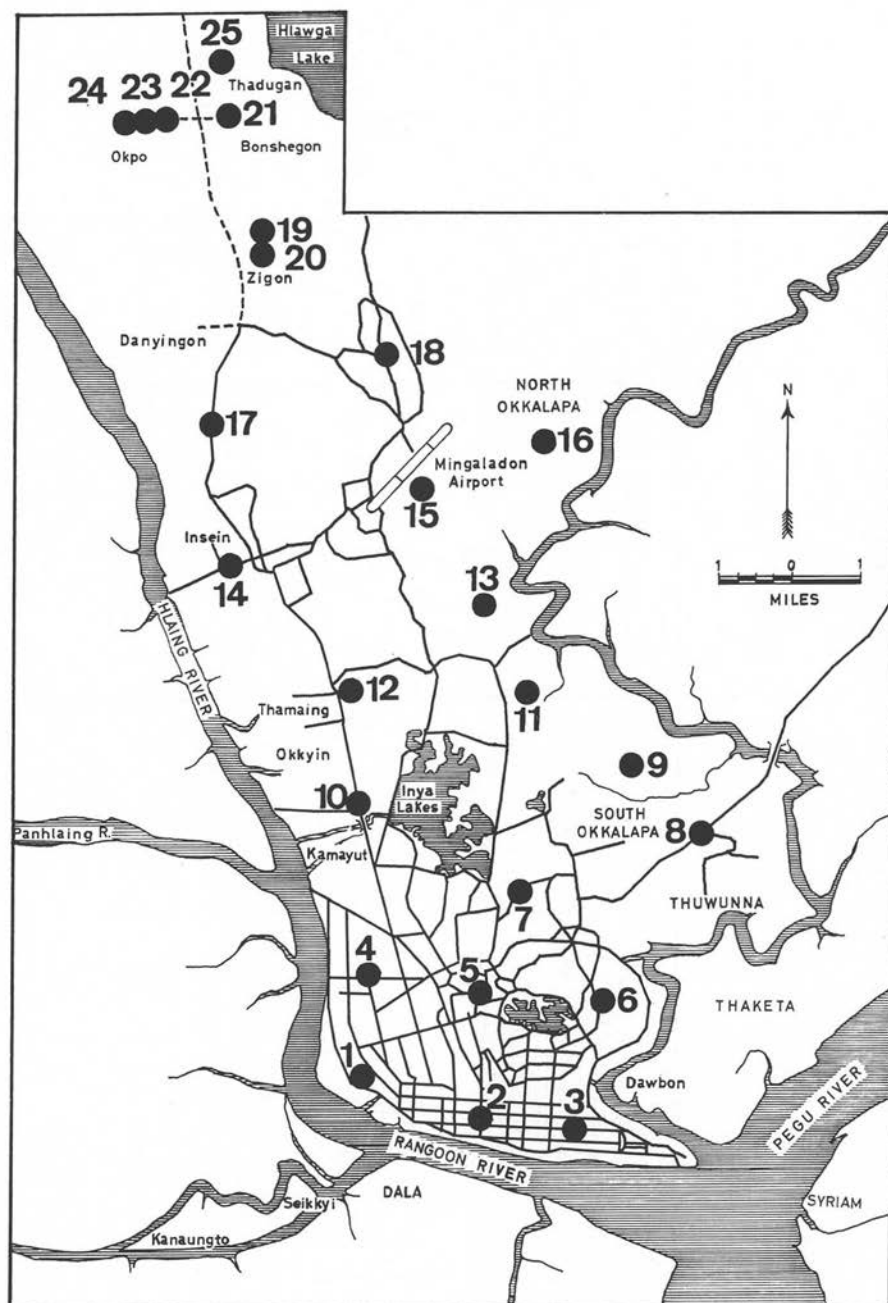 25
Hlawga
Lake
Thadugan
24 23 22
21
Okpo
Bonshegon
19
20
Zigon
Danyingon
18
NORTH
OKKALAPA
N
17
16
Mingaladon
Airport
15
Insein
14
13
1 0 1
MILES
HLAING RIVER
12
11
Thamaing
Okkyin
9
10
Inya
Lakes
SOUTH
OKKALAPA
8
Panhlaing R.
Kamayut
7
THUWUNNA
4
5
6
THAKETA
1
Dawbon
2
3
PEGU RIVER
RANGOON RIVER
DALA
Seikkyi
SYRIAM
Kanaungto